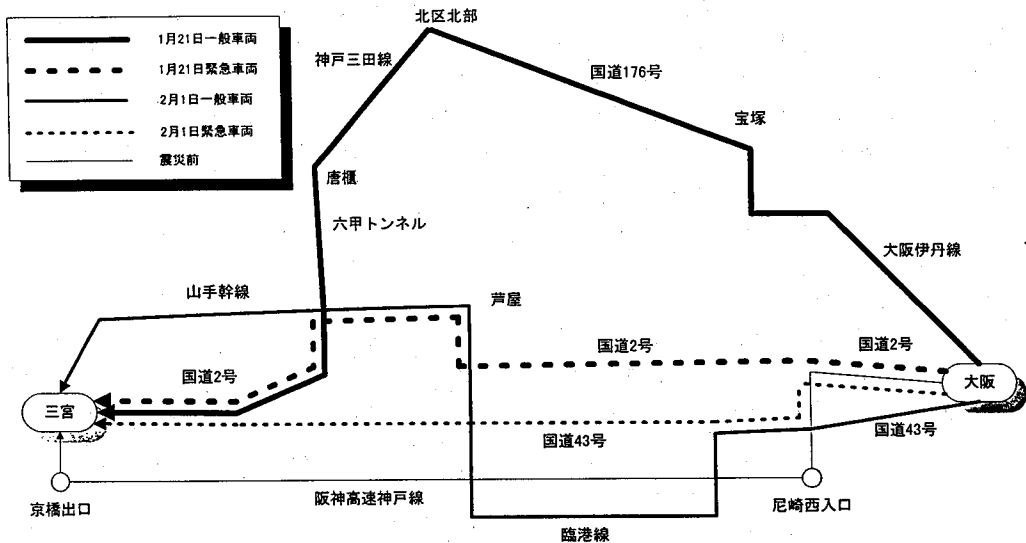 1月21日一般車両
1月21日緊急車両
2月1日一般車両
2月1日緊急車両
震災前
北区北部
神戸三田線
国道176号
宝塚
唐櫃
六甲トンネル
大阪伊丹線
山手幹線
芦屋
国道2号
国道2号
国道2号
大阪
三宮
国道43号
国道43号
京橋出口
阪神高速神戸線
尼崎西入口
臨港線